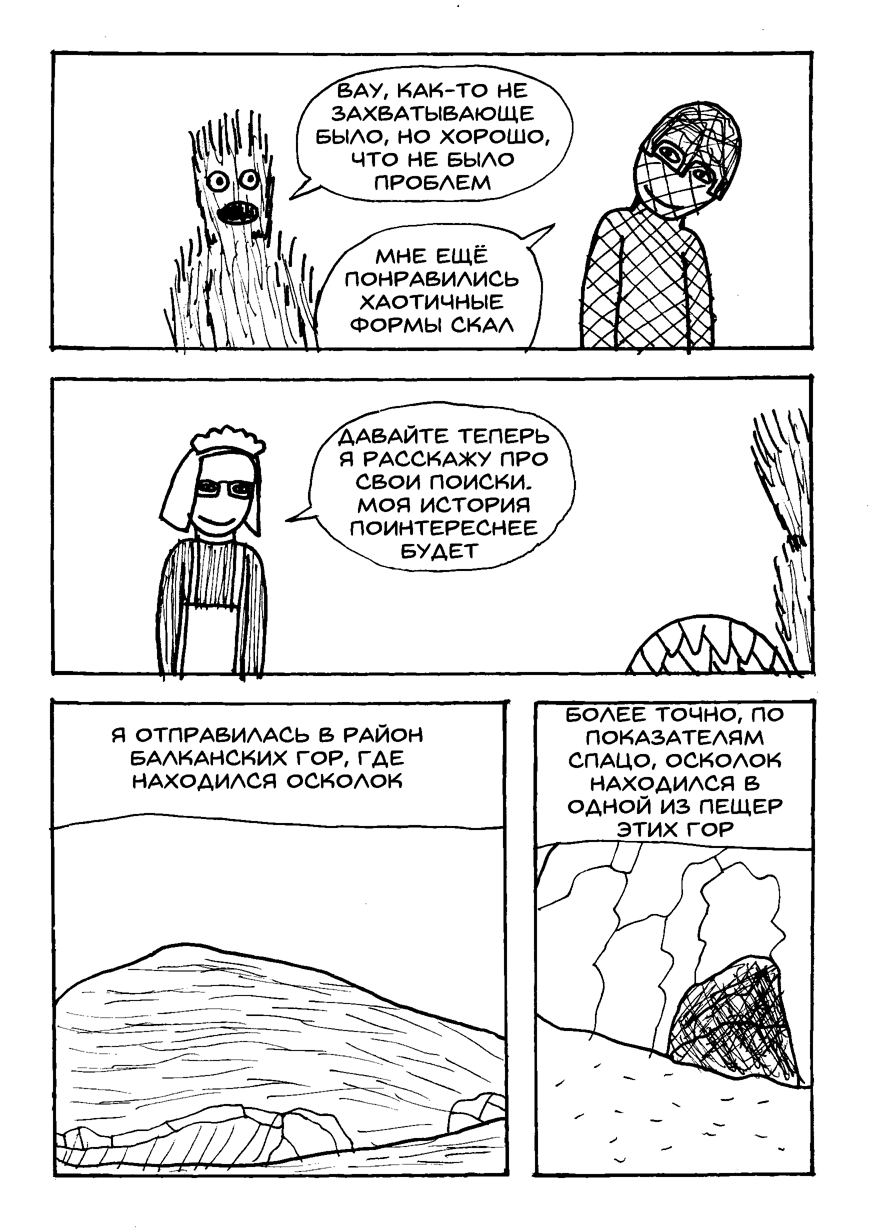 ВАУ, КАК-ТО НЕ
ЗАХВАТЫВАЮЩЕ
БЫЛО, НО ХОРОШО,
ЧТО НЕ БЫЛО
ПРОБЛЕМ
МНЕ ЕЩЁ
ПОНРАВИЛИСЬ
ХАОТИЧНЫЕ
ФОРМЫ СКАЛ
ДАВАЙТЕ ТЕПЕРЬ
Я РАССКАЖУ ПРО
СВОИ ПОИСКИ.
МОЯ ИСТОРИЯ
ПОИНТЕРЕСНЕЕ
БУДЕТ
Я ОТПРАВИЛАСЬ В РАЙОН
БАЛКАНСКИХ ГОР, ГДЕ
НАХОДИЛСЯ ОСКОЛОК
БОЛЕЕ ТОЧНО, ПО
ПОКАЗАТЕЛЯМ
СПАЦО, ОСКОЛОК
НАХОДИЛСЯ В
ОДНОЙ ИЗ ПЕЩЕР
ЭТИХ ГОР